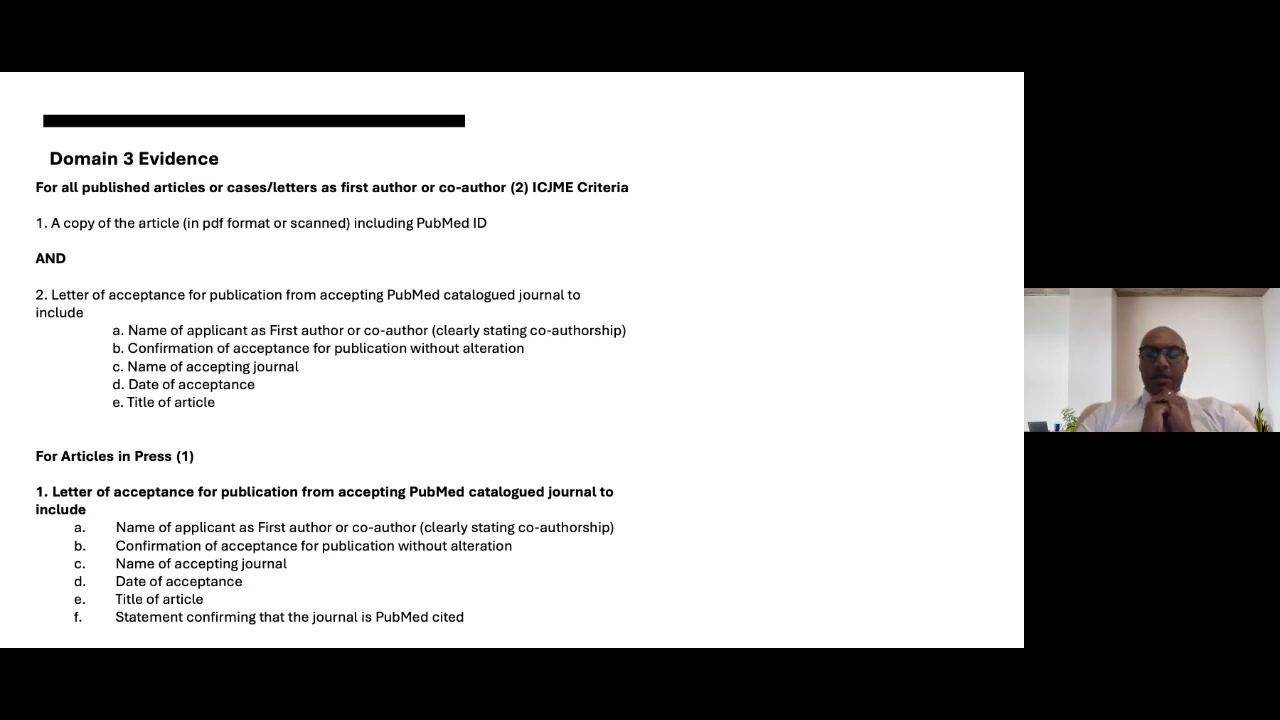 Domain 3 Evidence
For all published articles or cases/letters as first author or co-author (2) ICJME Criteria
1. A copy of the article (in pdf format or scanned) including PubMed ID
AND
2. Letter of acceptance for publication from accepting PubMed catalogued journal to
include
a. Name of applicant as First author or co-author (clearly stating co-authorship)
b. Confirmation of acceptance for publication without alteration
c. Name of accepting journal
d. Date of acceptance
e. Title of article
For Articles in Press (1)
1. Letter of acceptance for publication from accepting PubMed catalogued journal to
include
a. Name of applicant as First author or co-author (clearly stating co-authorship)
b. Confirmation of acceptance for publication without alteration
c. Name of accepting journal
d. Date of acceptance
e. Title of article
f. Statement confirming that the journal is PubMed cited